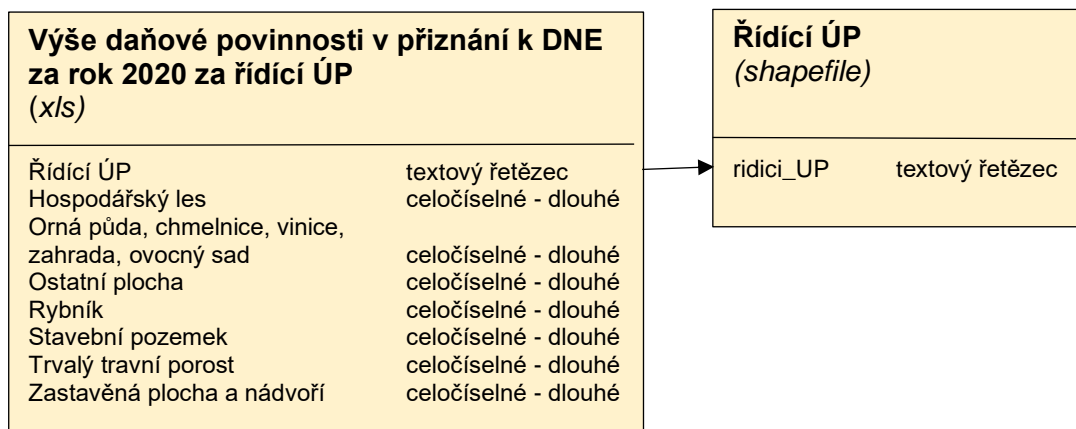 Výše daňové povinnosti v přiznání k DNE
za rok 2020 za řídící ÚP
(xls)
Řídící ÚP textový řetězec
Hospodářský les celočíselné - dlouhé
Orná půda, chmelnice, vinice,
zahrada, ovocný sad celočíselné - dlouhé
Ostatní plocha celočíselné - dlouhé
Rybník celočíselné - dlouhé
Stavební pozemek celočíselné - dlouhé
Trvalý travní porost celočíselné - dlouhé
Zastavěná plocha a nádvoří celočíselné - dlouhé
Řídící ÚP
(shapefile)
ridici_UP textový řetězec